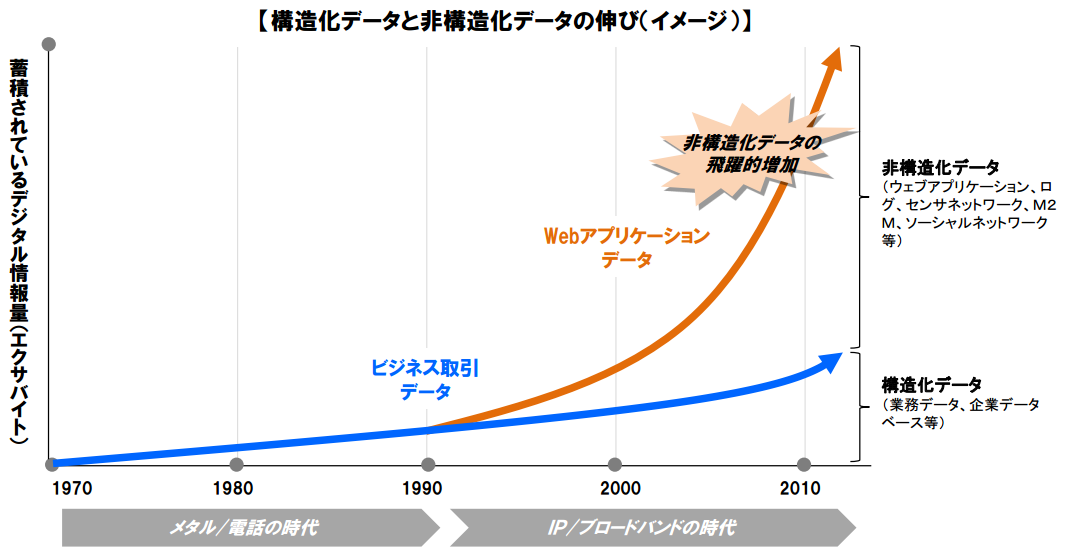 【構造化データと非構造化データの伸び（イメージ）】
蓄積されているデジタル情報量（エクサバイト）
非構造化データの
飛躍的増加
Webアプリケーション
データ
ビジネス取引
データ
非構造化データ
（ウェブアプリケーション、ロ
グ、センサネットワーク、M2
M、ソーシャルネットワーク
等）
構造化データ
（業務データ、企業データ
ベース等）
1970
1980
1990
2000
2010
メタル/電話の時代
IP/ブロードバンドの時代